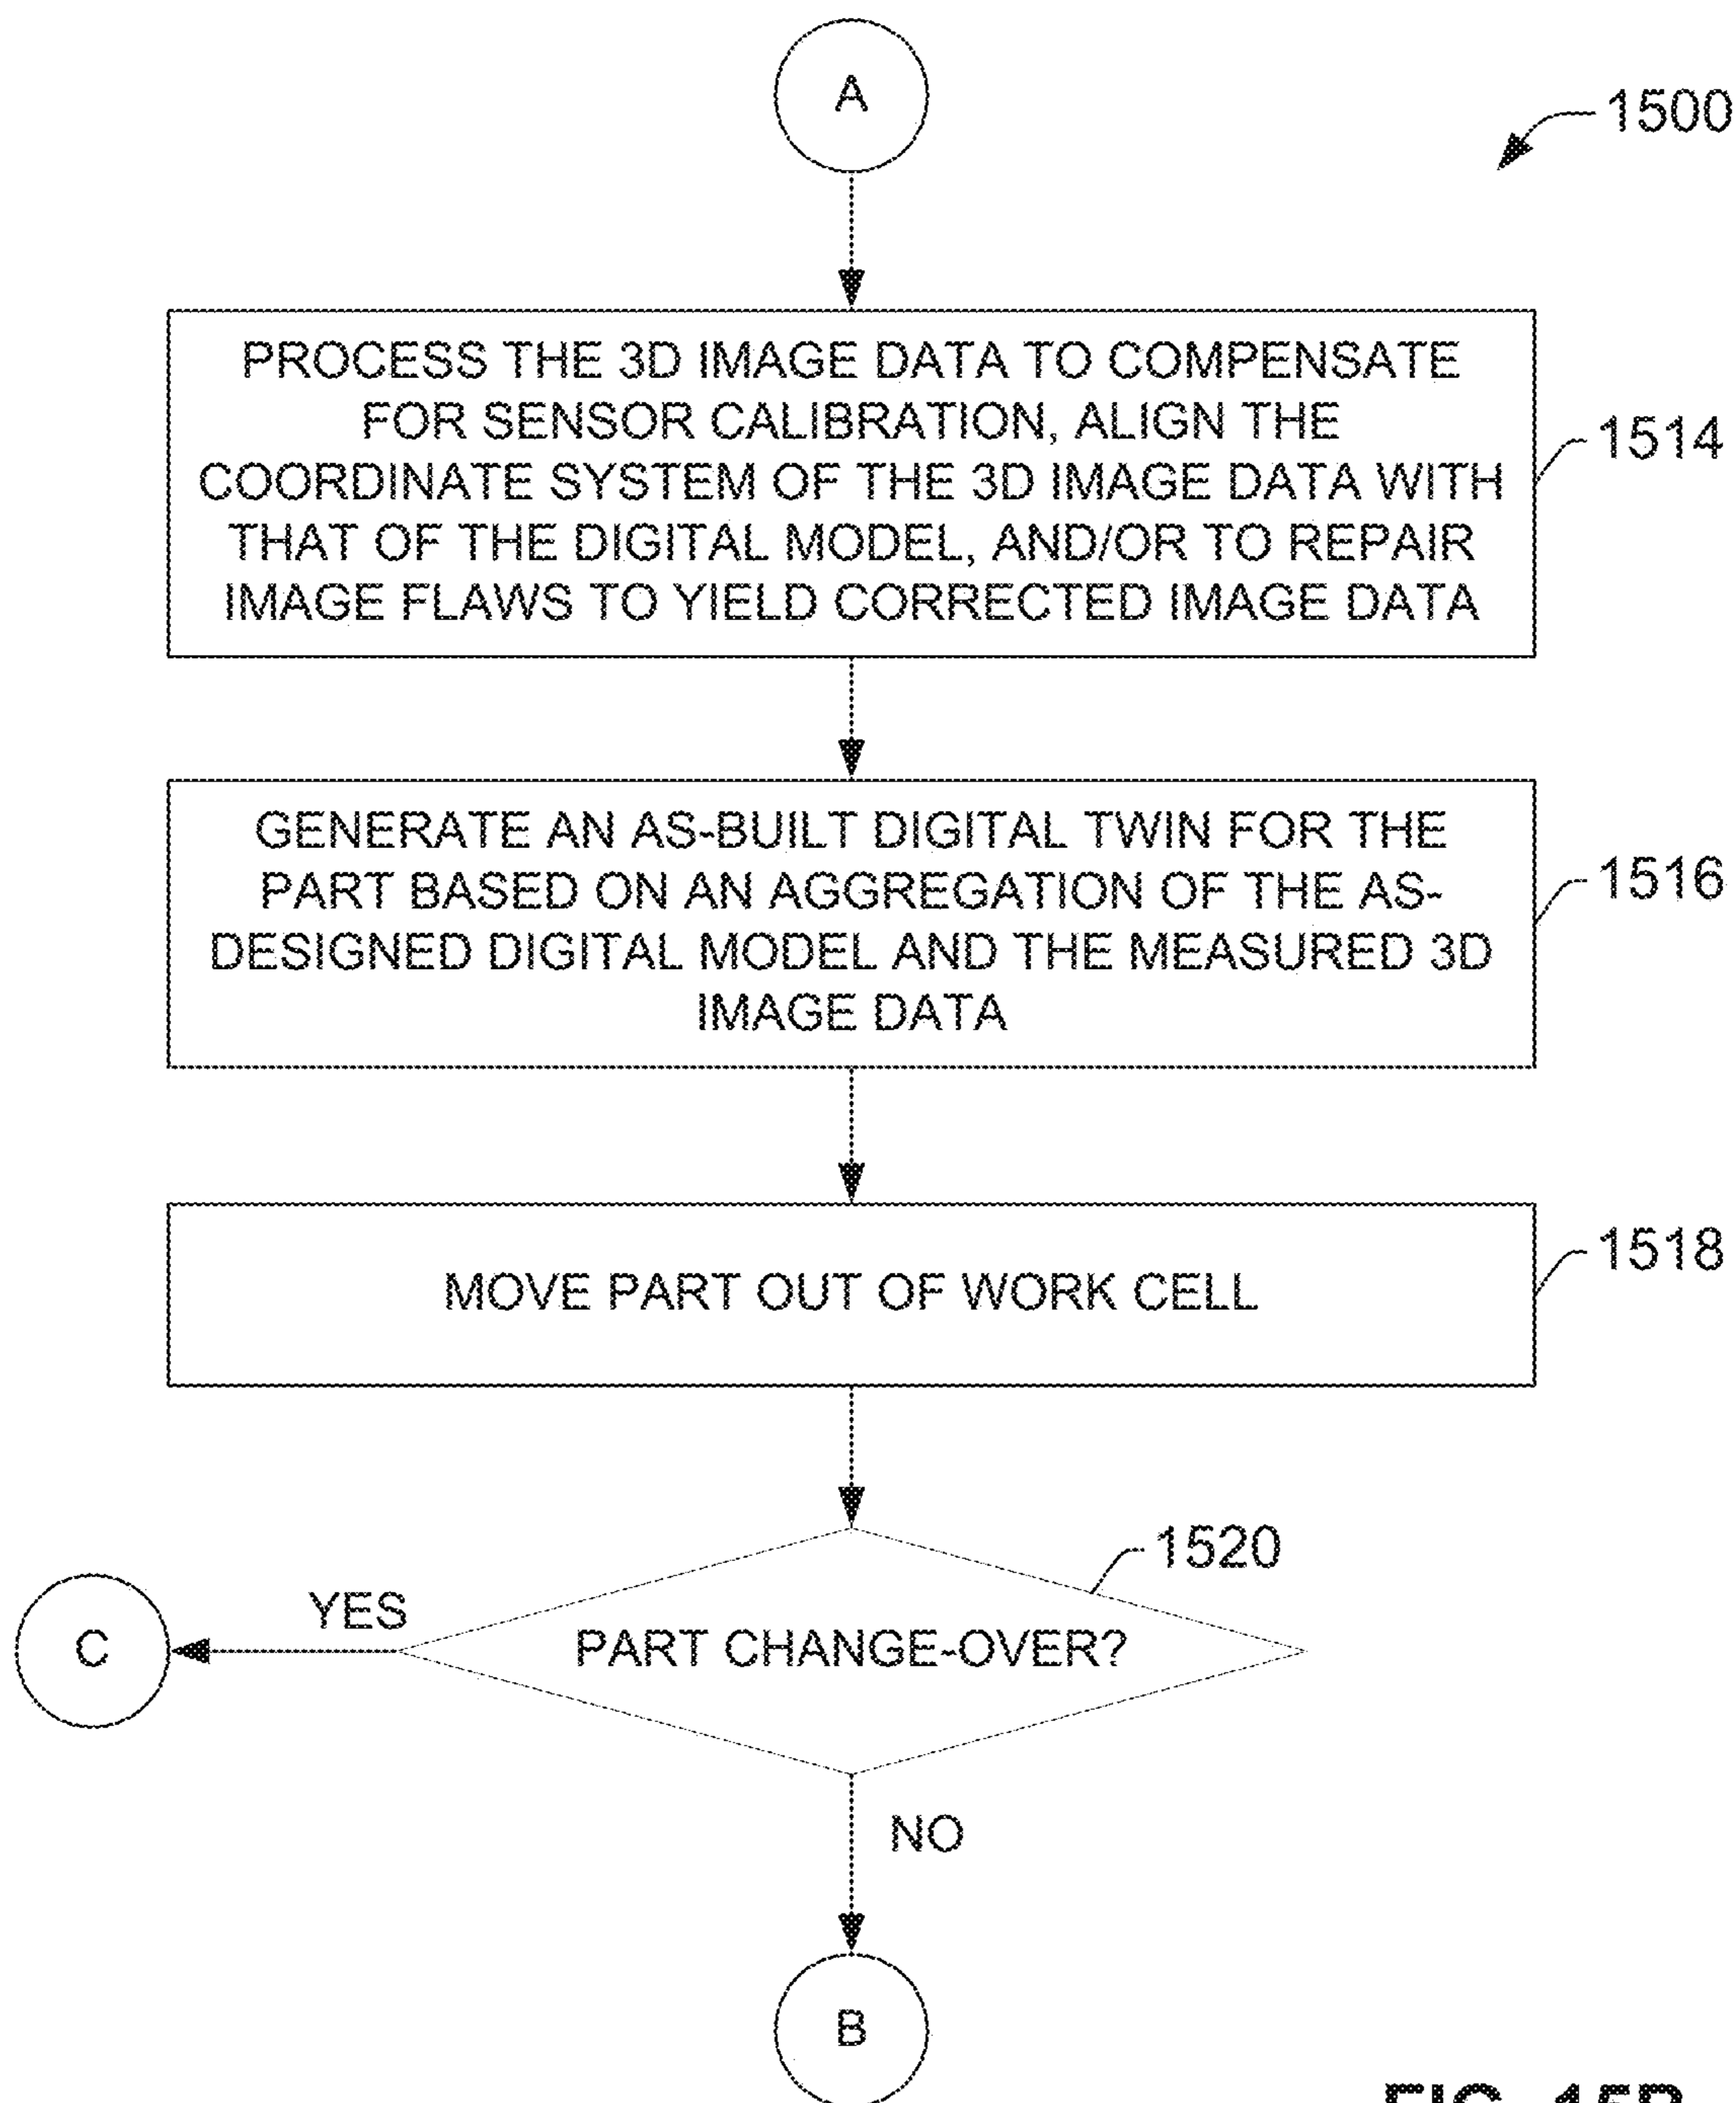 A
1500
PROCESS THE 3D IMAGE DATA TO COMPENSATE
FOR SENSOR CALIBRATION, ALIGN THE
COORDINATE SYSTEM OF THE 3D IMAGE DATA WITH
THAT OF THE DIGITAL MODEL, AND/OR TO REPAIR
IMAGE FLAWS TO YIELD CORRECTED IMAGE DATA
1514
GENERATE AN AS-BUILT DIGITAL TWIN FOR THE
PART BASED ON AN AGGREGATION OF THE AS-
DESIGNED DIGITAL MODEL AND THE MEASURED 3D
IMAGE DATA
1516
MOVE PART OUT OF WORK CELL
1518
1520
PART CHANGE-OVER?
YES
C
NO
B